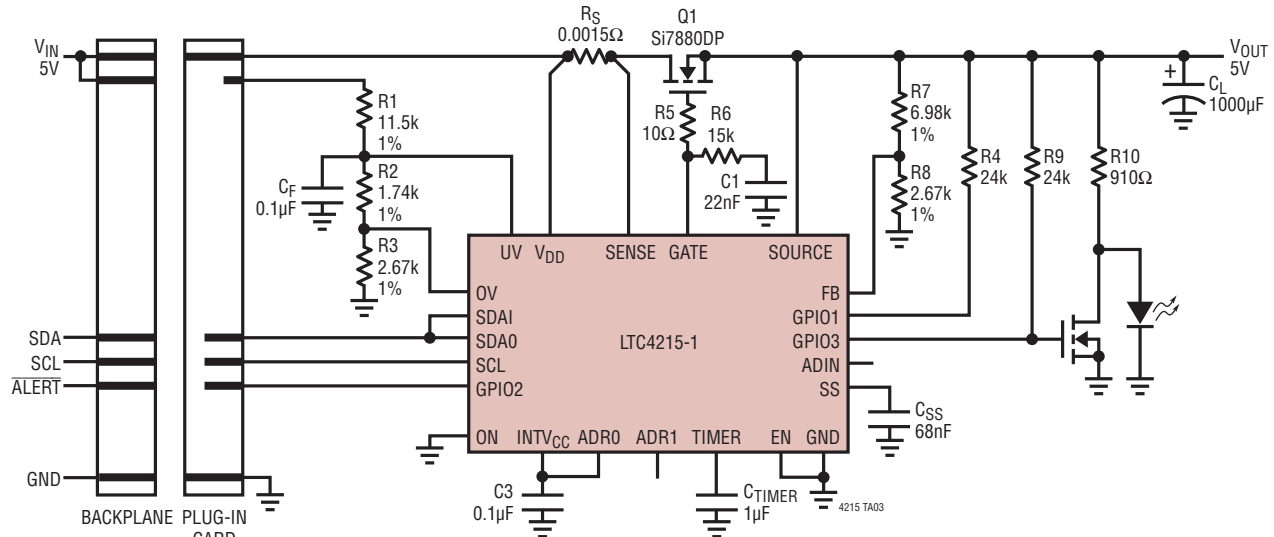 RS
0.0015Ω
Q1
Si7880DP
VIN
5V
VOUT
5V
+
CL
1000µF
R1
11.5k
1%
R5
10Ω
R6
15k
R7
6.98k
1%
R4
24k
R9
24k
R10
910Ω
CF
0.1µF
R2
1.74k
1%
C1
22nF
R8
2.67k
1%
R3
2.67k
1%
UV VDD SENSE GATE SOURCE
OV
SDAI
SDA0
SCL
GPIO2
ON
LTC4215-1
FB
GPIO1
GPIO3
ADIN
SS
INTVCC ADR0 ADR1 TIMER EN GND
SDA
SCL
ALERT
GND
CSS
68nF
C3
0.1µF
CTIMER
1µF
4215 TA03
BACKPLANE PLUG-IN
CARD